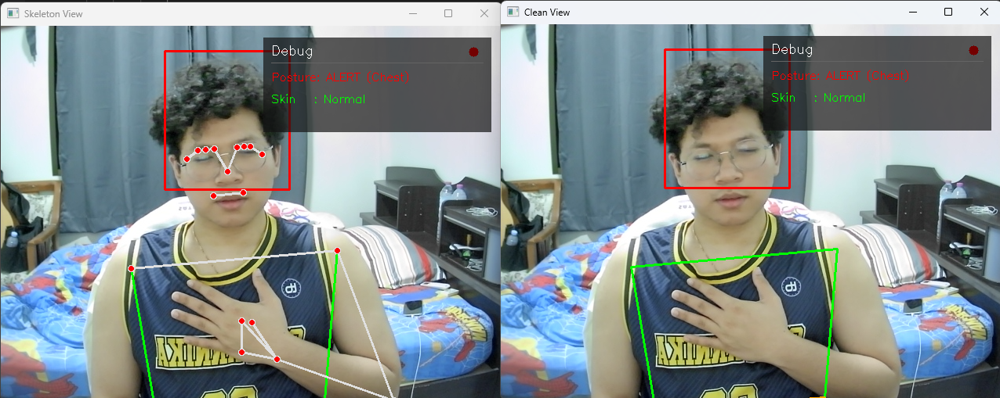 Skeleton View
Debug
Posture: ALERT (Chest)
Skin : Normal
Clean View
Debug
Posture: ALERT (Chest)
Skin : Normal